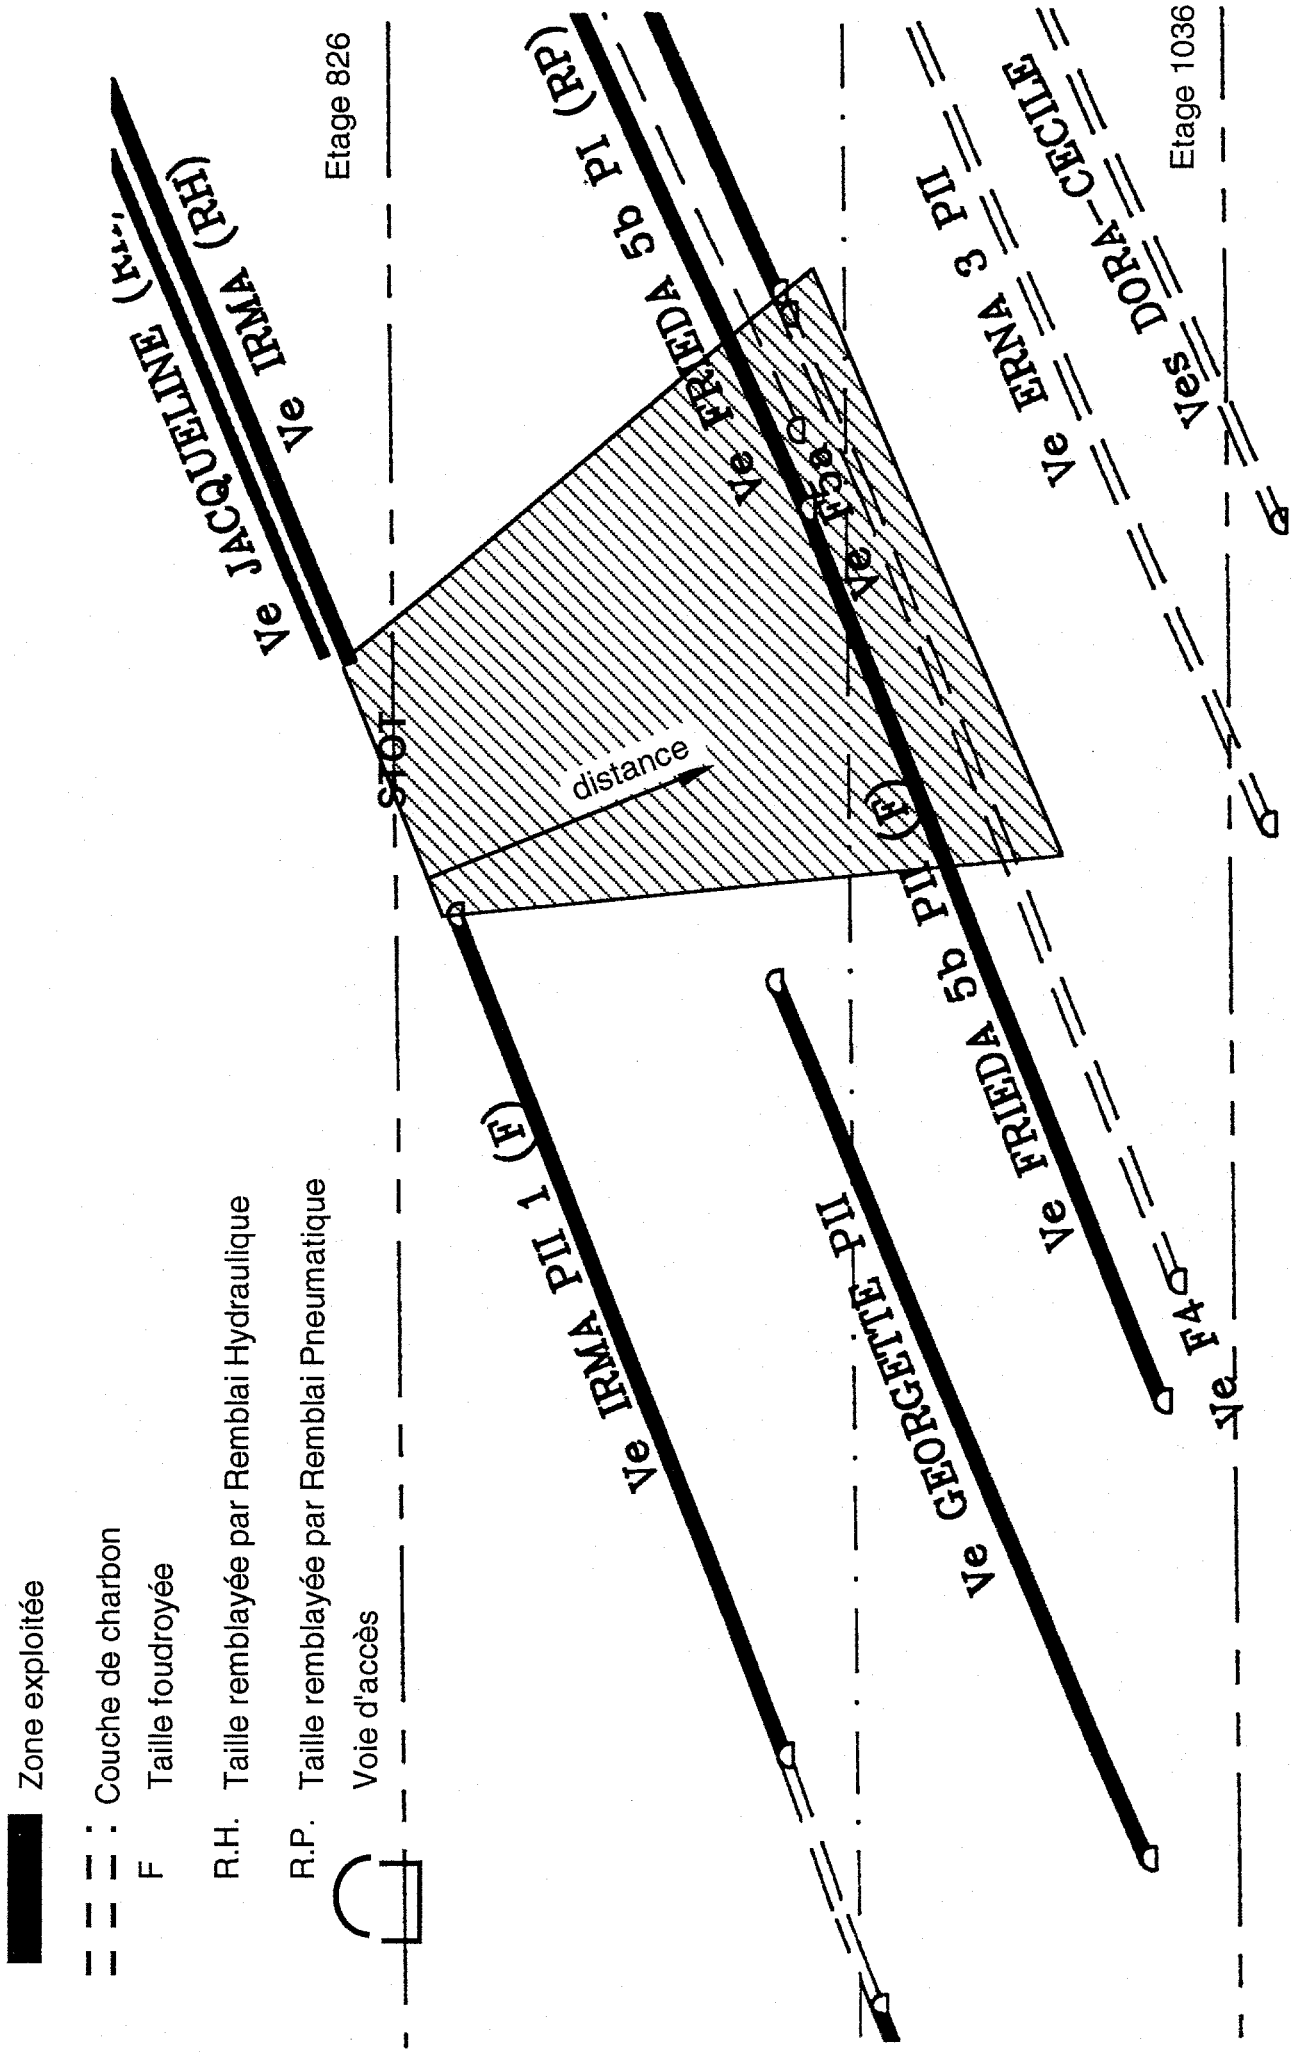 Zone exploitée
Couche de charbon
F Taille foudroyée
R.H. Taille remblayée par Remblai Hydraulique
R.P. Taille remblayée par Remblai Pneumatique
Voie d'accès
Ve JACQUELINE
Ve IRMA (RH)
Etage 826
STOT
distance
Ve IRMA PII 1 (F)
Ve GEORGETTE PII
Ve FRIEDA 5b PI (RP)
Ve F5a
Ve FRIEDA 5b PII (F)
Ve F4
Ve ERNA 3 PII
Ves DORA-CECILE
Etage 1036